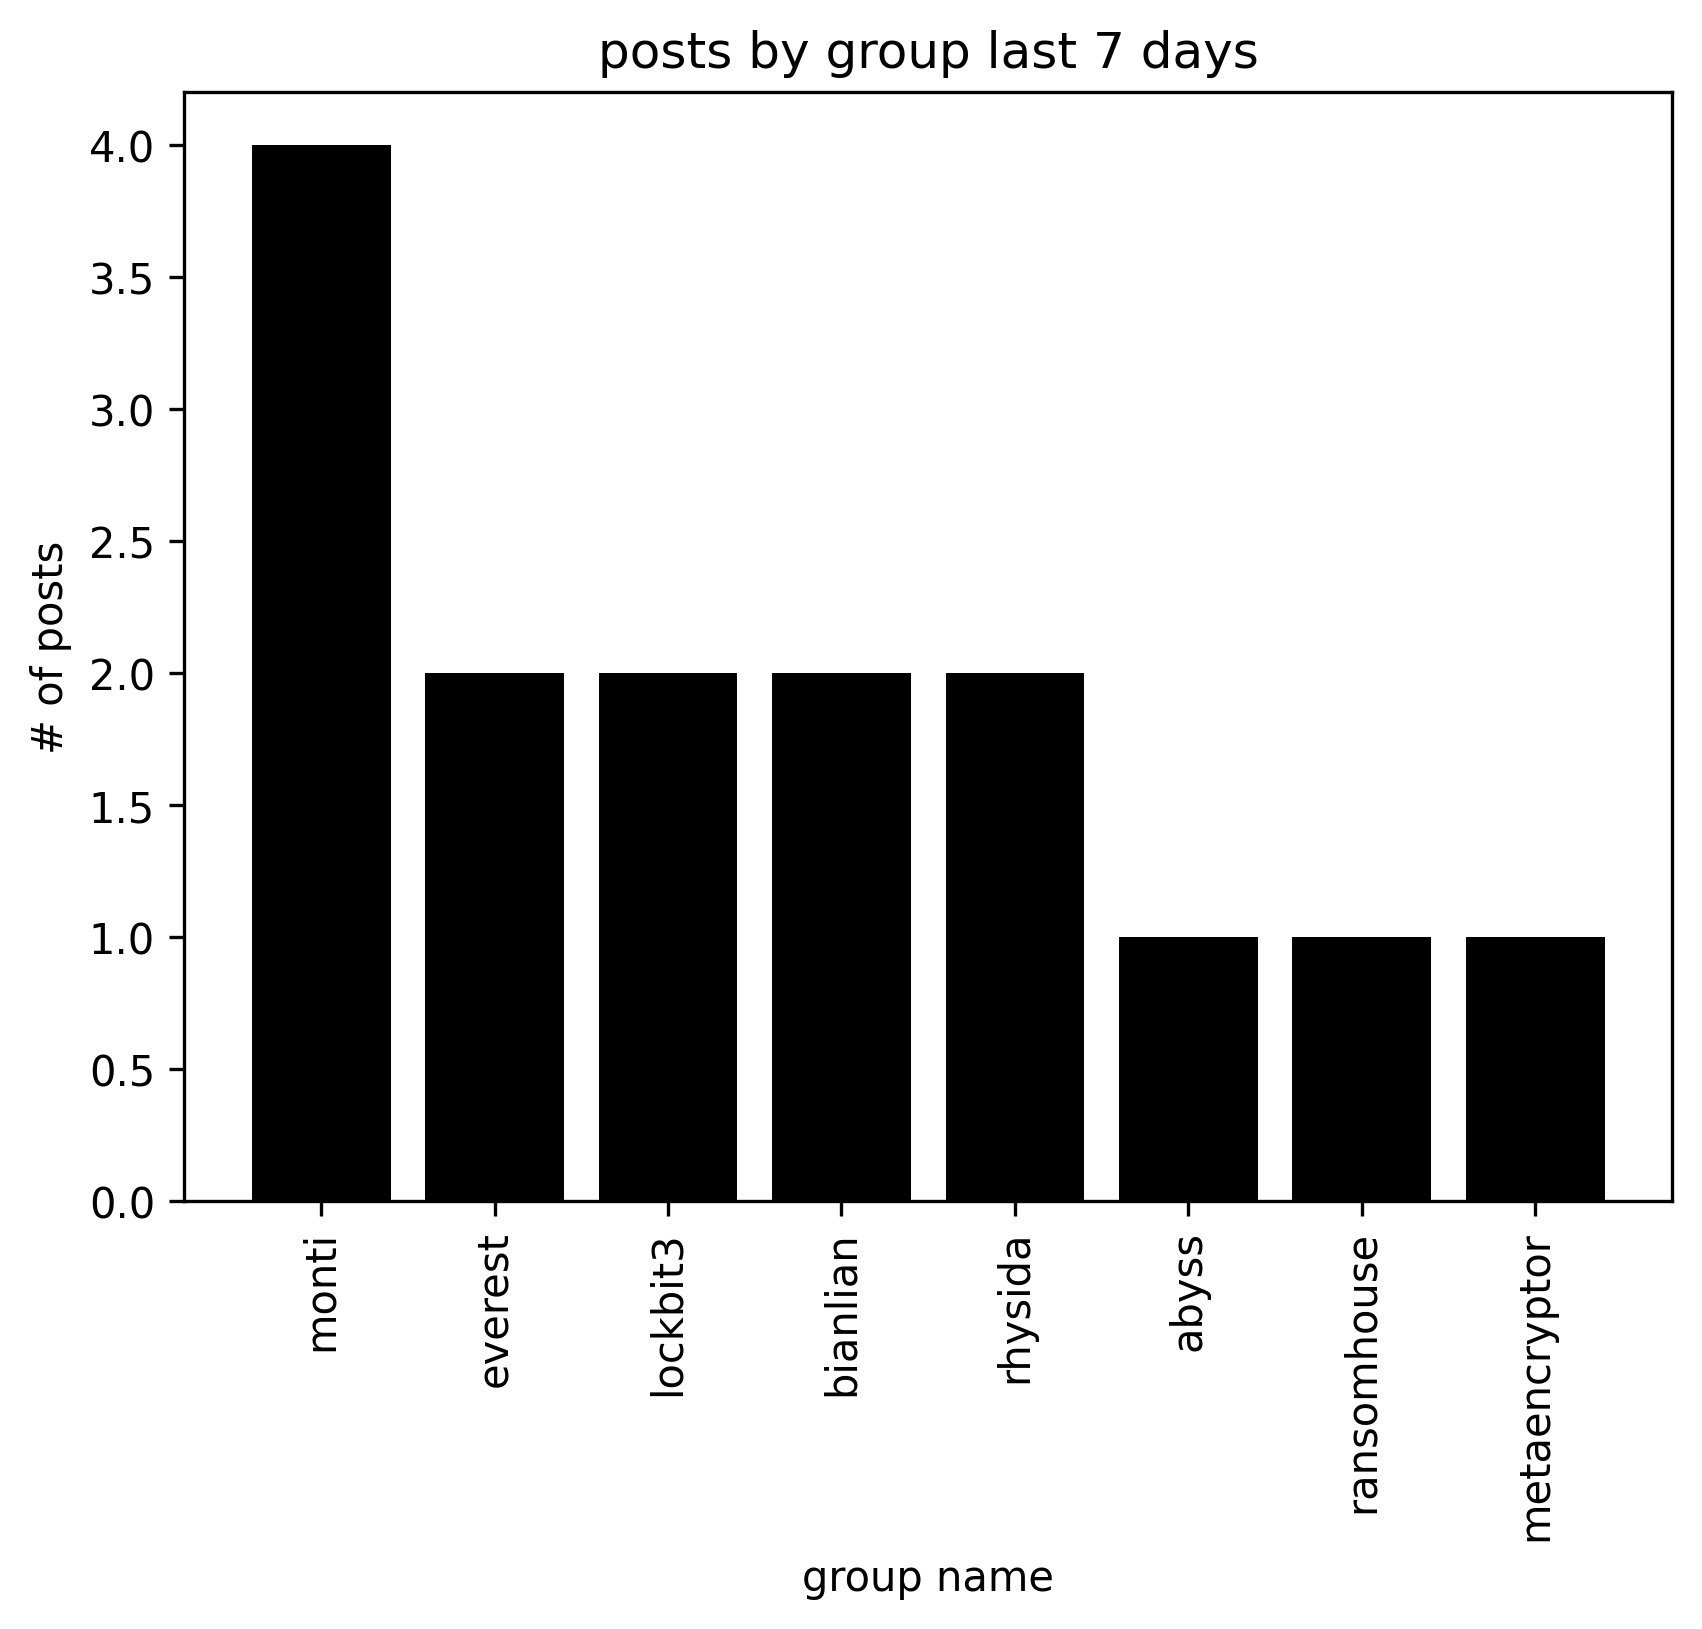 posts by group last 7 days
# of posts
4.0
3.5
3.0
2.5
2.0
1.5
1.0
0.5
0.0
monti
everest
lockbit3
bianlian
rhysida
abyss
ransomhouse
metaencryptor
group name